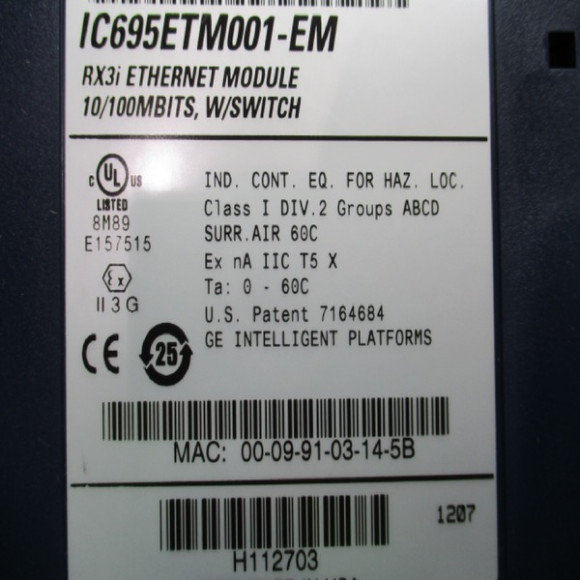 IC695ETM001-EM
RX3i ETHERNET MODULE
10/100MBITS, W/SWITCH
C UL US
LISTED
8M89
E157515
IND. CONT. EQ. FOR HAZ. LOC.
Class I DIV.2 Groups ABCD
SURR.AIR 60C
Ex nA IIC T5 X
Ta: 0 - 60C
U.S. Patent 7164684
GE INTELLIGENT PLATFORMS
Ex
II 3 G
CE
25
MAC: 00-09-91-03-14-5B
1207
H112703